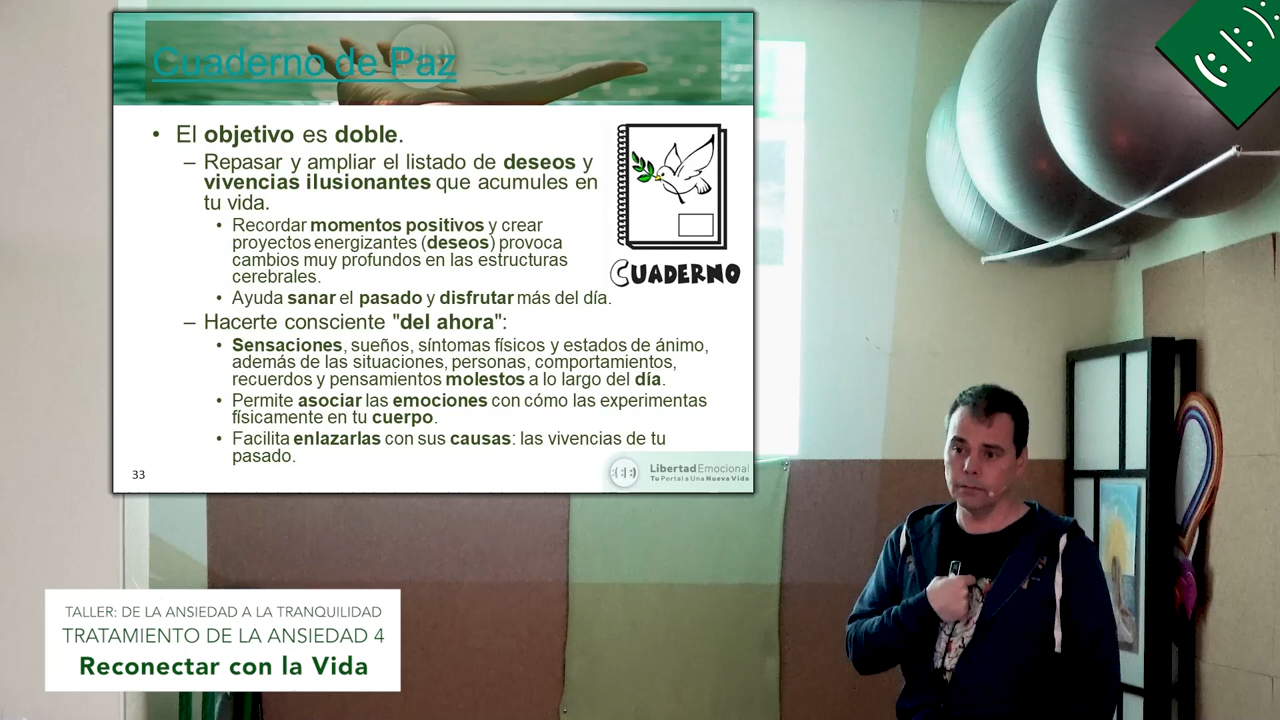 Cuaderno de Paz
• El objetivo es doble.
– Repasar y ampliar el listado de deseos y
vivencias ilusionantes que acumules en
tu vida.
• Recordar momentos positivos y crear
proyectos energizantes (deseos) provoca
cambios muy profundos en las estructuras
cerebrales.
• Ayuda sanar el pasado y disfrutar más del día.
– Hacerte consciente "del ahora":
• Sensaciones, sueños, síntomas físicos y estados de ánimo,
además de las situaciones, personas, comportamientos,
recuerdos y pensamientos molestos a lo largo del día.
• Permite asociar las emociones con cómo las experimentas
físicamente en tu cuerpo.
• Facilita enlazarlas con sus causas: las vivencias de tu
pasado.
CUADERNO
33
Libertad Emocional
Tu Portal a Una Nueva Vida
TALLER: DE LA ANSIEDAD A LA TRANQUILIDAD
TRATAMIENTO DE LA ANSIEDAD 4
Reconectar con la Vida